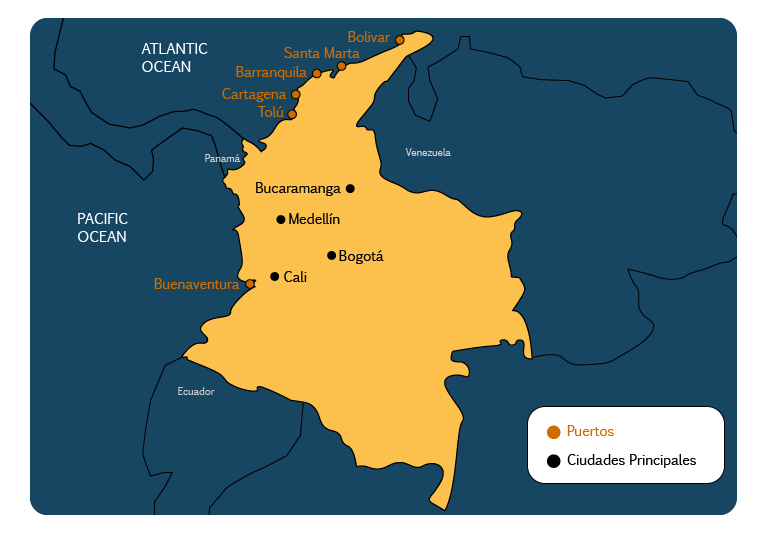 Bolivar
ATLANTIC
OCEAN
Santa Marta
Barranquila
Cartagena
Tolú
Panamá
Venezuela
Bucaramanga
PACIFIC
OCEAN
Medellín
Bogotá
Cali
Buenaventura
Ecuador
Puertos
Ciudades Principales